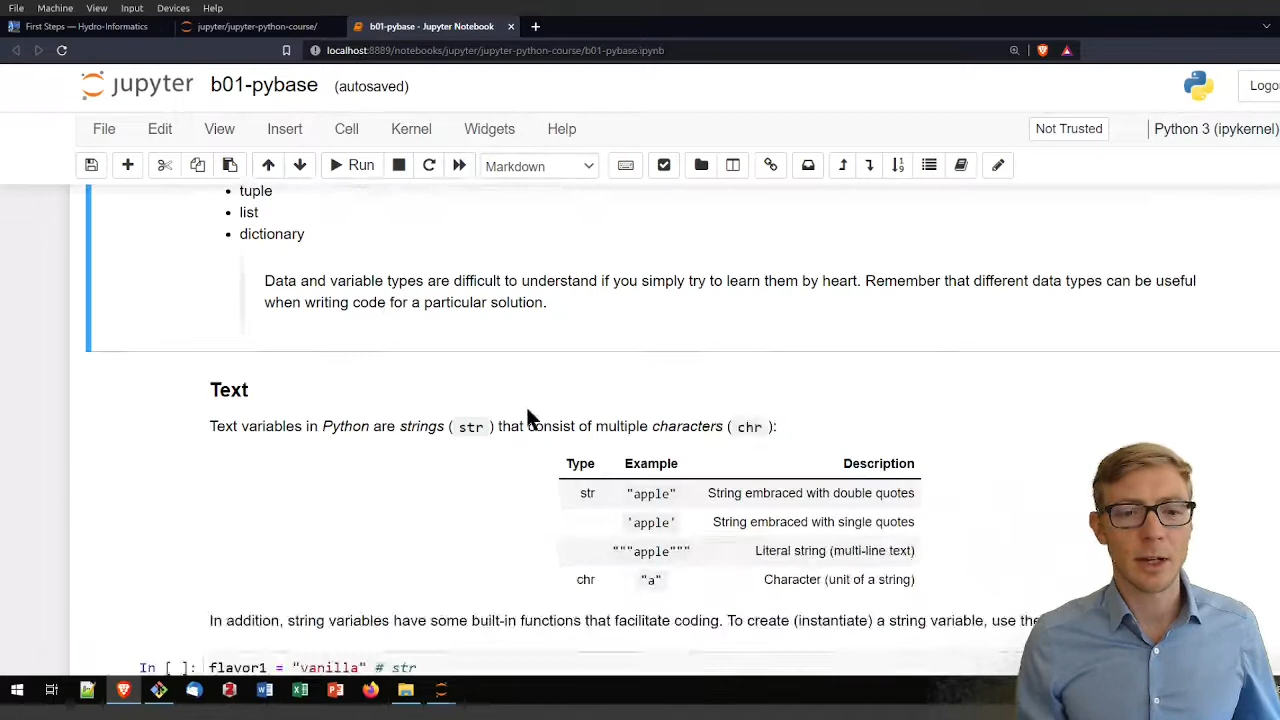 File Machine View Input Devices Help
First Steps — Hydro-Informatics jupyter/jupyter-python-course/ b01-pybase - Jupyter Notebook
localhost:8889/notebooks/jupyter/jupyter-python-course/b01-pybase.ipynb
jupyter b01-pybase (autosaved) Logo
File Edit View Insert Cell Kernel Widgets Help Not Trusted Python 3 (ipykernel)
Run Markdown
• tuple
• list
• dictionary
Data and variable types are difficult to understand if you simply try to learn them by heart. Remember that different data types can be useful
when writing code for a particular solution.
Text
Text variables in Python are strings ( str ) that consist of multiple characters ( chr ):
Type Example Description
str "apple" String embraced with double quotes
'apple' String embraced with single quotes
"""apple""" Literal string (multi-line text)
chr "a" Character (unit of a string)
In addition, string variables have some built-in functions that facilitate coding. To create (instantiate) a string variable, use the
In [ ]: flavor1 = "vanilla" # str